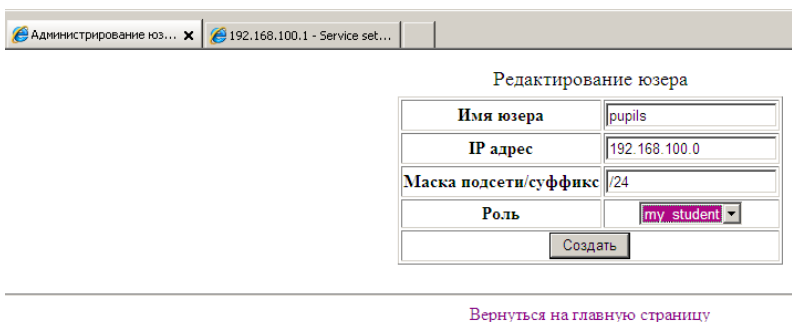 Администрирование юз... 192.168.100.1 - Service set...
Редактирование юзера
Имя юзера pupils
IP адрес 192.168.100.0
Маска подсети/суффикс /24
Роль my_student
Создать
Вернуться на главную страницу